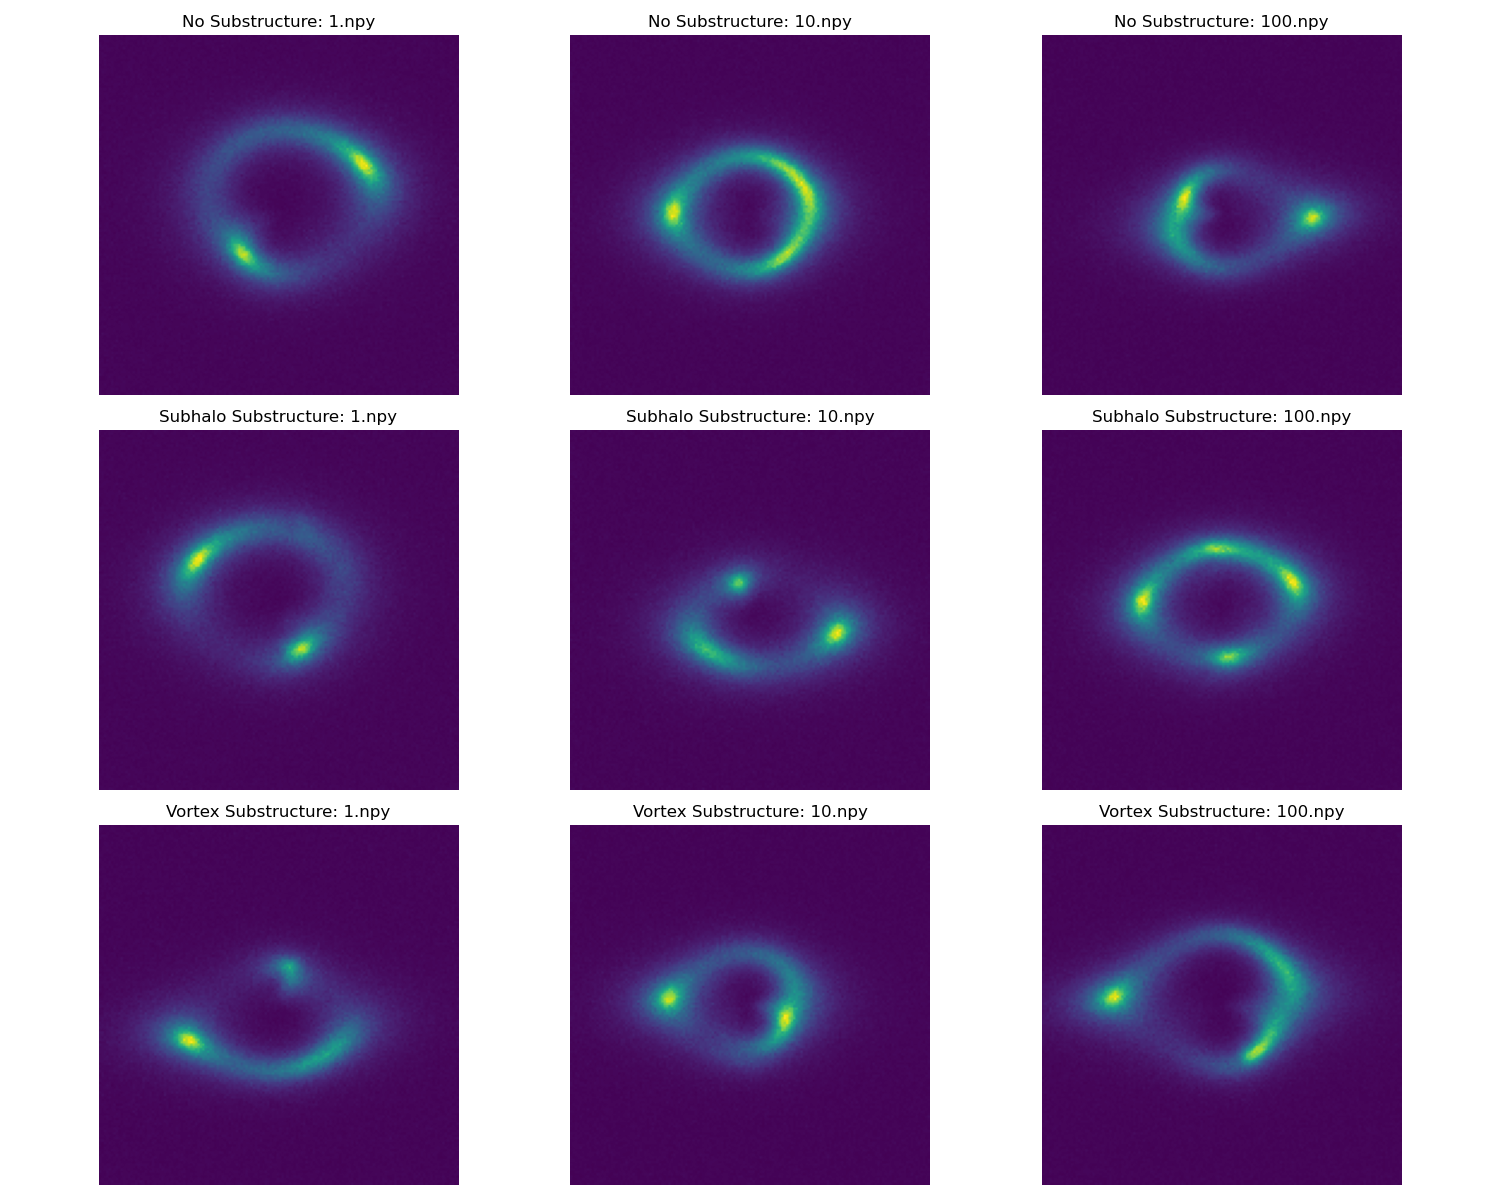 No Substructure: 1.npy
No Substructure: 10.npy
No Substructure: 100.npy
Subhalo Substructure: 1.npy
Subhalo Substructure: 10.npy
Subhalo Substructure: 100.npy
Vortex Substructure: 1.npy
Vortex Substructure: 10.npy
Vortex Substructure: 100.npy